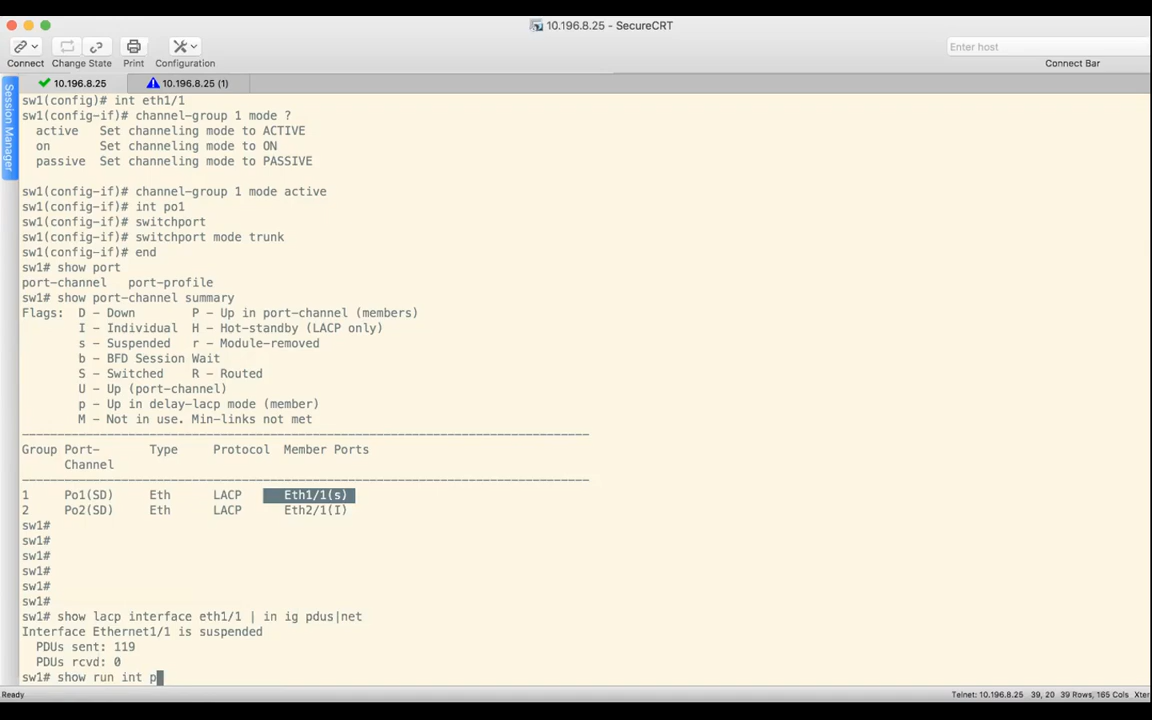 10.196.8.25 - SecureCRT
Connect Change State Print Configuration
Enter host
Connect Bar
10.196.8.25 10.196.8.25 (1)
Session Manager
sw1(config)# int eth1/1
sw1(config-if)# channel-group 1 mode ?
active Set channeling mode to ACTIVE
on Set channeling mode to ON
passive Set channeling mode to PASSIVE
sw1(config-if)# channel-group 1 mode active
sw1(config-if)# int po1
sw1(config-if)# switchport
sw1(config-if)# switchport mode trunk
sw1(config-if)# end
sw1# show port
port-channel port-profile
sw1# show port-channel summary
Flags: D - Down P - Up in port-channel (members)
I - Individual H - Hot-standby (LACP only)
s - Suspended r - Module-removed
b - BFD Session Wait
S - Switched R - Routed
U - Up (port-channel)
p - Up in delay-lacp mode (member)
M - Not in use. Min-links not met
--------------------------------------------------------------------------------
Group Port- Type Protocol Member Ports
Channel
--------------------------------------------------------------------------------
1 Po1(SD) Eth LACP Eth1/1(s)
2 Po2(SD) Eth LACP Eth2/1(I)
sw1#
sw1#
sw1#
sw1#
sw1#
sw1#
sw1# show lacp interface eth1/1 | in ig pdus|net
Interface Ethernet1/1 is suspended
PDUs sent: 119
PDUs rcvd: 0
sw1# show run int p
Ready
Telnet: 10.196.8.25 39, 20 39 Rows, 165 Cols Xter